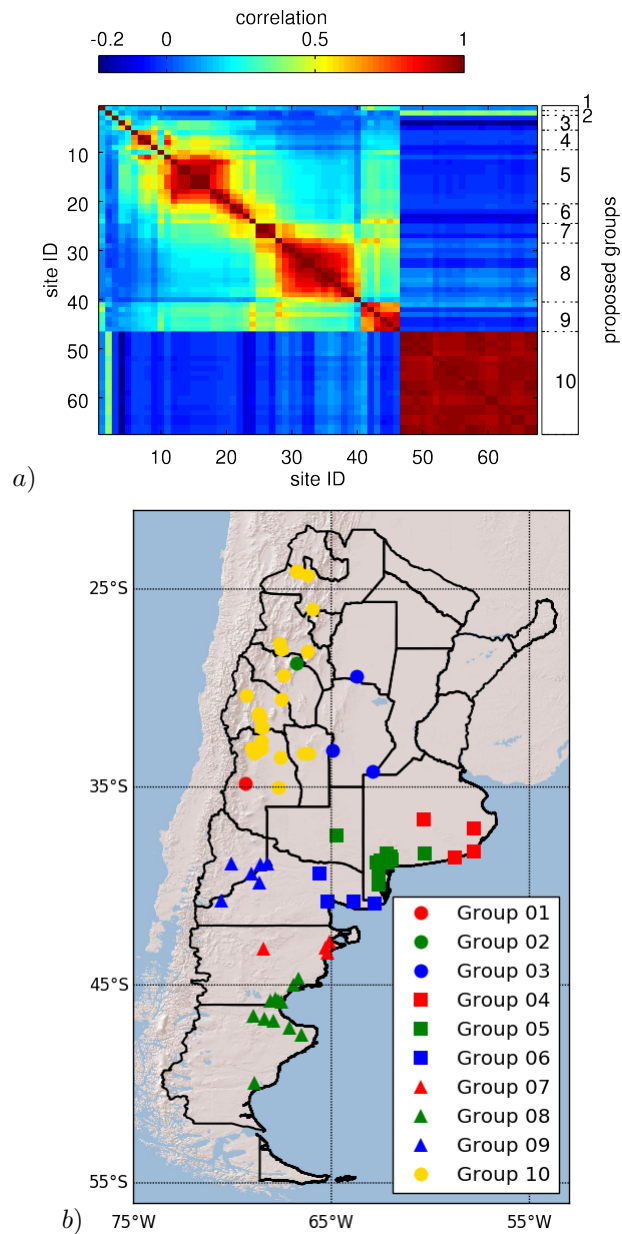 correlation
-0.2 0 0.5 1
1
2
3
10 4
5
20
6
7
30
8
40
9
50
10
60
site ID
proposed groups
10 20 30 40 50 60
site ID
a)
25°S
35°S
45°S
55°S
Group 01
Group 02
Group 03
Group 04
Group 05
Group 06
Group 07
Group 08
Group 09
Group 10
b) 75°W 65°W 55°W